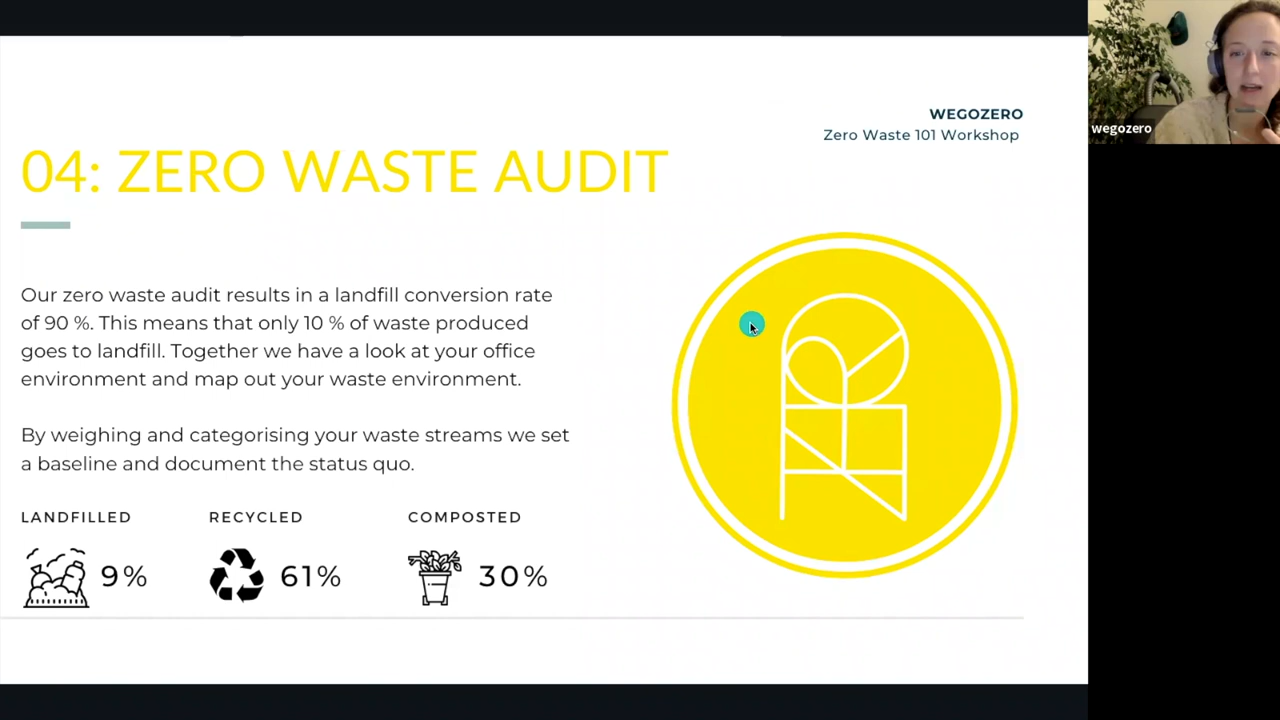 WEGOZERO
Zero Waste 101 Workshop
04: ZERO WASTE AUDIT
Our zero waste audit results in a landfill conversion rate
of 90 %. This means that only 10 % of waste produced
goes to landfill. Together we have a look at your office
environment and map out your waste environment.
By weighing and categorising your waste streams we set
a baseline and document the status quo.
LANDFILLED
9%
RECYCLED
61%
COMPOSTED
30%
wegozero